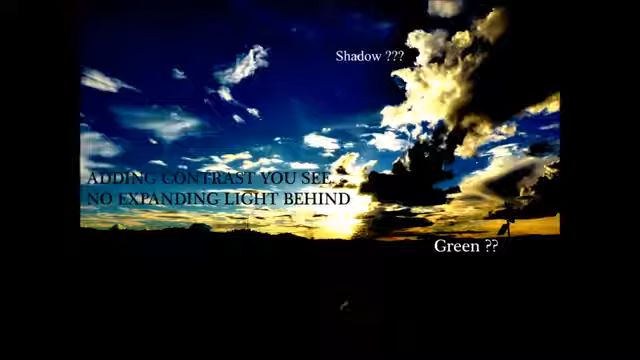 Shadow ???
ADDING CONTRAST YOU SEE.
NO EXPANDING LIGHT BEHIND
Green ??